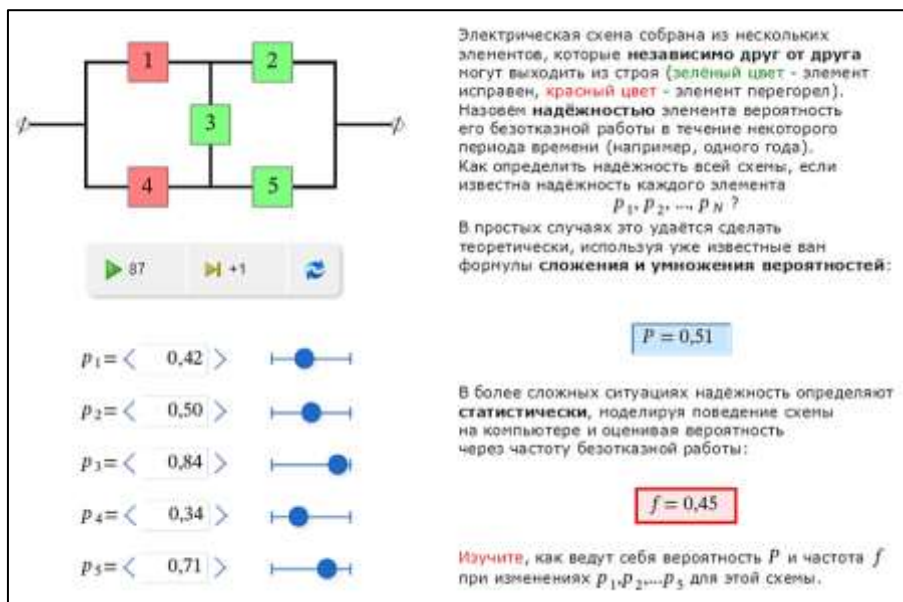 1
2
3
4
5
87
+1
p₁= 0,42
p₂= 0,50
p₃= 0,84
p₄= 0,34
p₅= 0,71
Электрическая схема собрана из нескольких
элементов, которые независимо друг от друга
могут выходить из строя (зелёный цвет - элемент
исправен, красный цвет - элемент перегорел).
Назовём надёжностью элемента вероятность
его безотказной работы в течение некоторого
периода времени (например, одного года).
Как определить надёжность всей схемы, если
известна надёжность каждого элемента
p₁, p₂, ..., p_N ?
В простых случаях это удаётся сделать
теоретически, используя уже известные ван
формулы сложения и умножения вероятностей:
P = 0,51
В более сложных ситуациях надёжность определяют
статистически, моделируя поведение схемы
на компьютере и оценивая вероятность
через частоту безотказной работы:
f = 0,45
Изучите, как ведут себя вероятность P и частота f
при изменениях p₁,p₂,...p₅ для этой схемы.